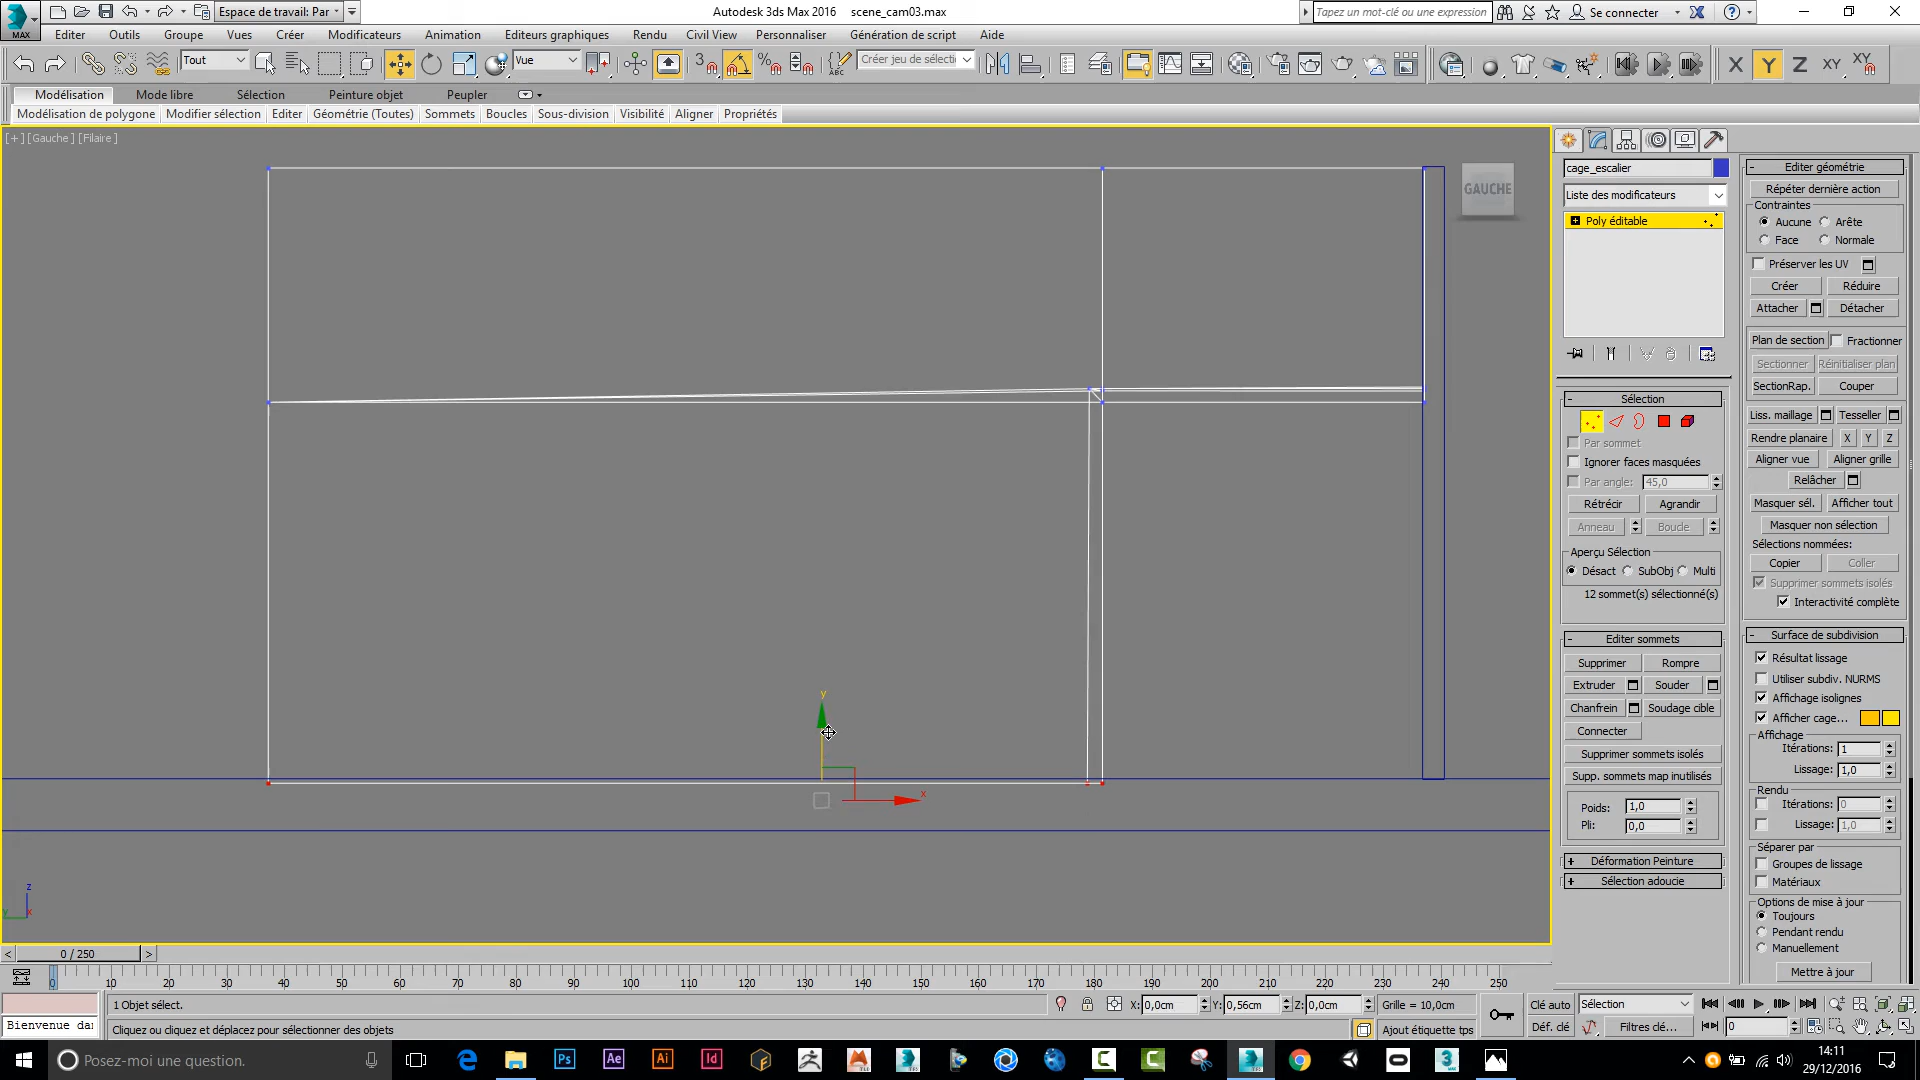 MAX
Espace de travail: Par
Autodesk 3ds Max 2016 scene_cam03.max
Tapez un mot-clé ou une expression
Se connecter
Editer Outils Groupe Vues Créer Modificateurs Animation Editeurs graphiques Rendu Civil View Personnaliser Génération de script Aide
Tout
Vue
3
ABC
Créer jeu de sélecti
X Y Z XY XY
Modélisation Mode libre Sélection Peinture objet Peupler
Modélisation de polygone Modifier sélection Editer Géométrie (Toutes) Sommets Boucles Sous-division Visibilité Aligner Propriétés
[+] [Gauche] [Filaire]
GAUCHE
y
x
z
y x
cage_escalier
Liste des modificateurs
Poly éditable
Sélection
Par sommet
Ignorer faces masquées
Par angle: 45,0
Rétrécir Agrandir
Anneau Boucle
Aperçu Sélection
Désact SubObj Multi
12 sommet(s) sélectionné(s)
Editer sommets
Supprimer Rompre
Extruder Souder
Chanfrein Soudage cible
Connecter
Supprimer sommets isolés
Supp. sommets map inutilisés
Poids: 1,0
Pli: 0,0
Déformation Peinture
Sélection adoucie
Editer géométrie
Répéter dernière action
Contraintes
Aucune Arête
Face Normale
Préserver les UV
Créer Réduire
Attacher Détacher
Plan de section Fractionner
Sectionner Réinitialiser plan
SectionRap. Couper
Liss. maillage Tesseller
Rendre planaire X Y Z
Aligner vue Aligner grille
Relâcher
Masquer sél. Afficher tout
Masquer non sélection
Sélections nommées:
Copier Coller
Supprimer sommets isolés
Interactivité complète
Surface de subdivision
Résultat lissage
Utiliser subdiv. NURMS
Affichage isolignes
Afficher cage...
Affichage
Itérations: 1
Lissage: 1,0
Rendu
Itérations: 0
Lissage: 1,0
Séparer par
Groupes de lissage
Matériaux
Options de mise à jour
Toujours
Pendant rendu
Manuellement
Mettre à jour
< 0 / 250 >
0 10 20 30 40 50 60 70 80 90 100 110 120 130 140 150 160 170 180 190 200 210 220 230 240 250
1 Objet sélect.
X: 0,0cm Y: 0,56cm Z: 0,0cm Grille = 10,0cm
Clé auto Sélection
Bienvenue da
Cliquez ou cliquez et déplacez pour sélectionner des objets
Ajout étiquette tps
Déf. clé Filtres clé... 0
Posez-moi une question.
Ps Ae Ai Id
14:11
29/12/2016